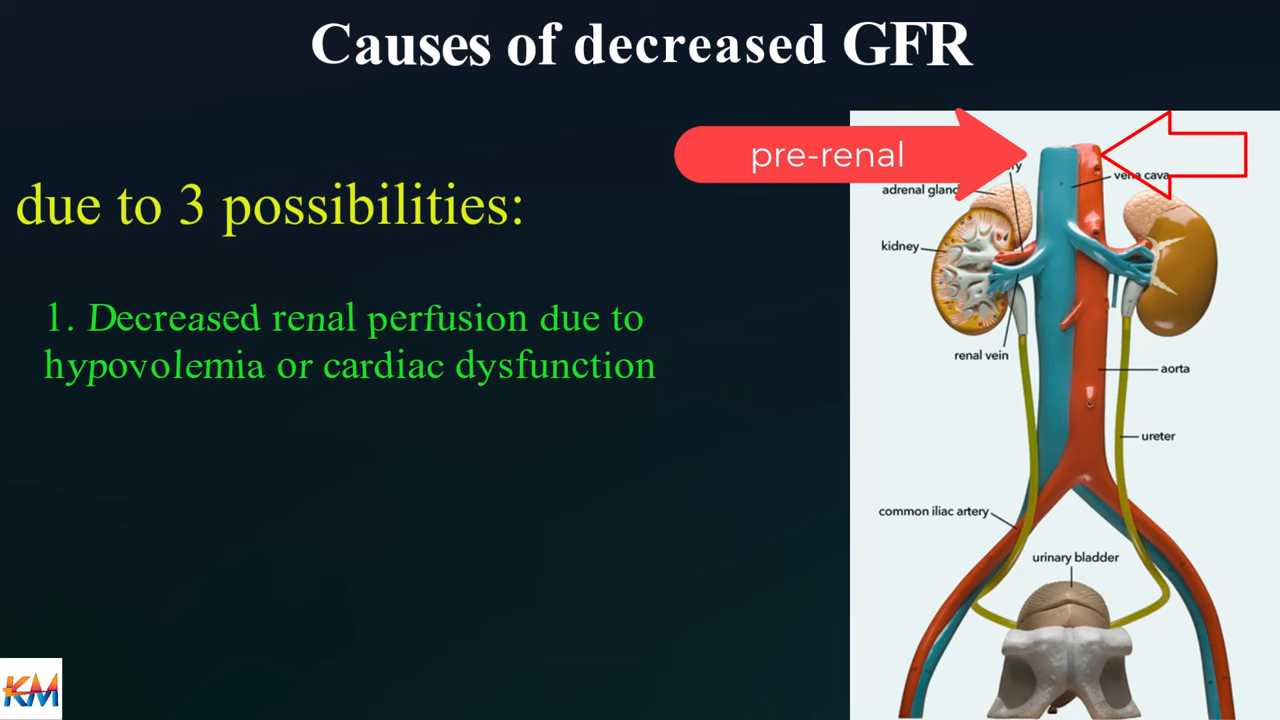 Causes of decreased GFR
pre-renal
due to 3 possibilities:
1. Decreased renal perfusion due to
hypovolemia or cardiac dysfunction
vena cava
adrenal gland
kidney
renal vein
aorta
ureter
common iliac artery
urinary bladder
KM